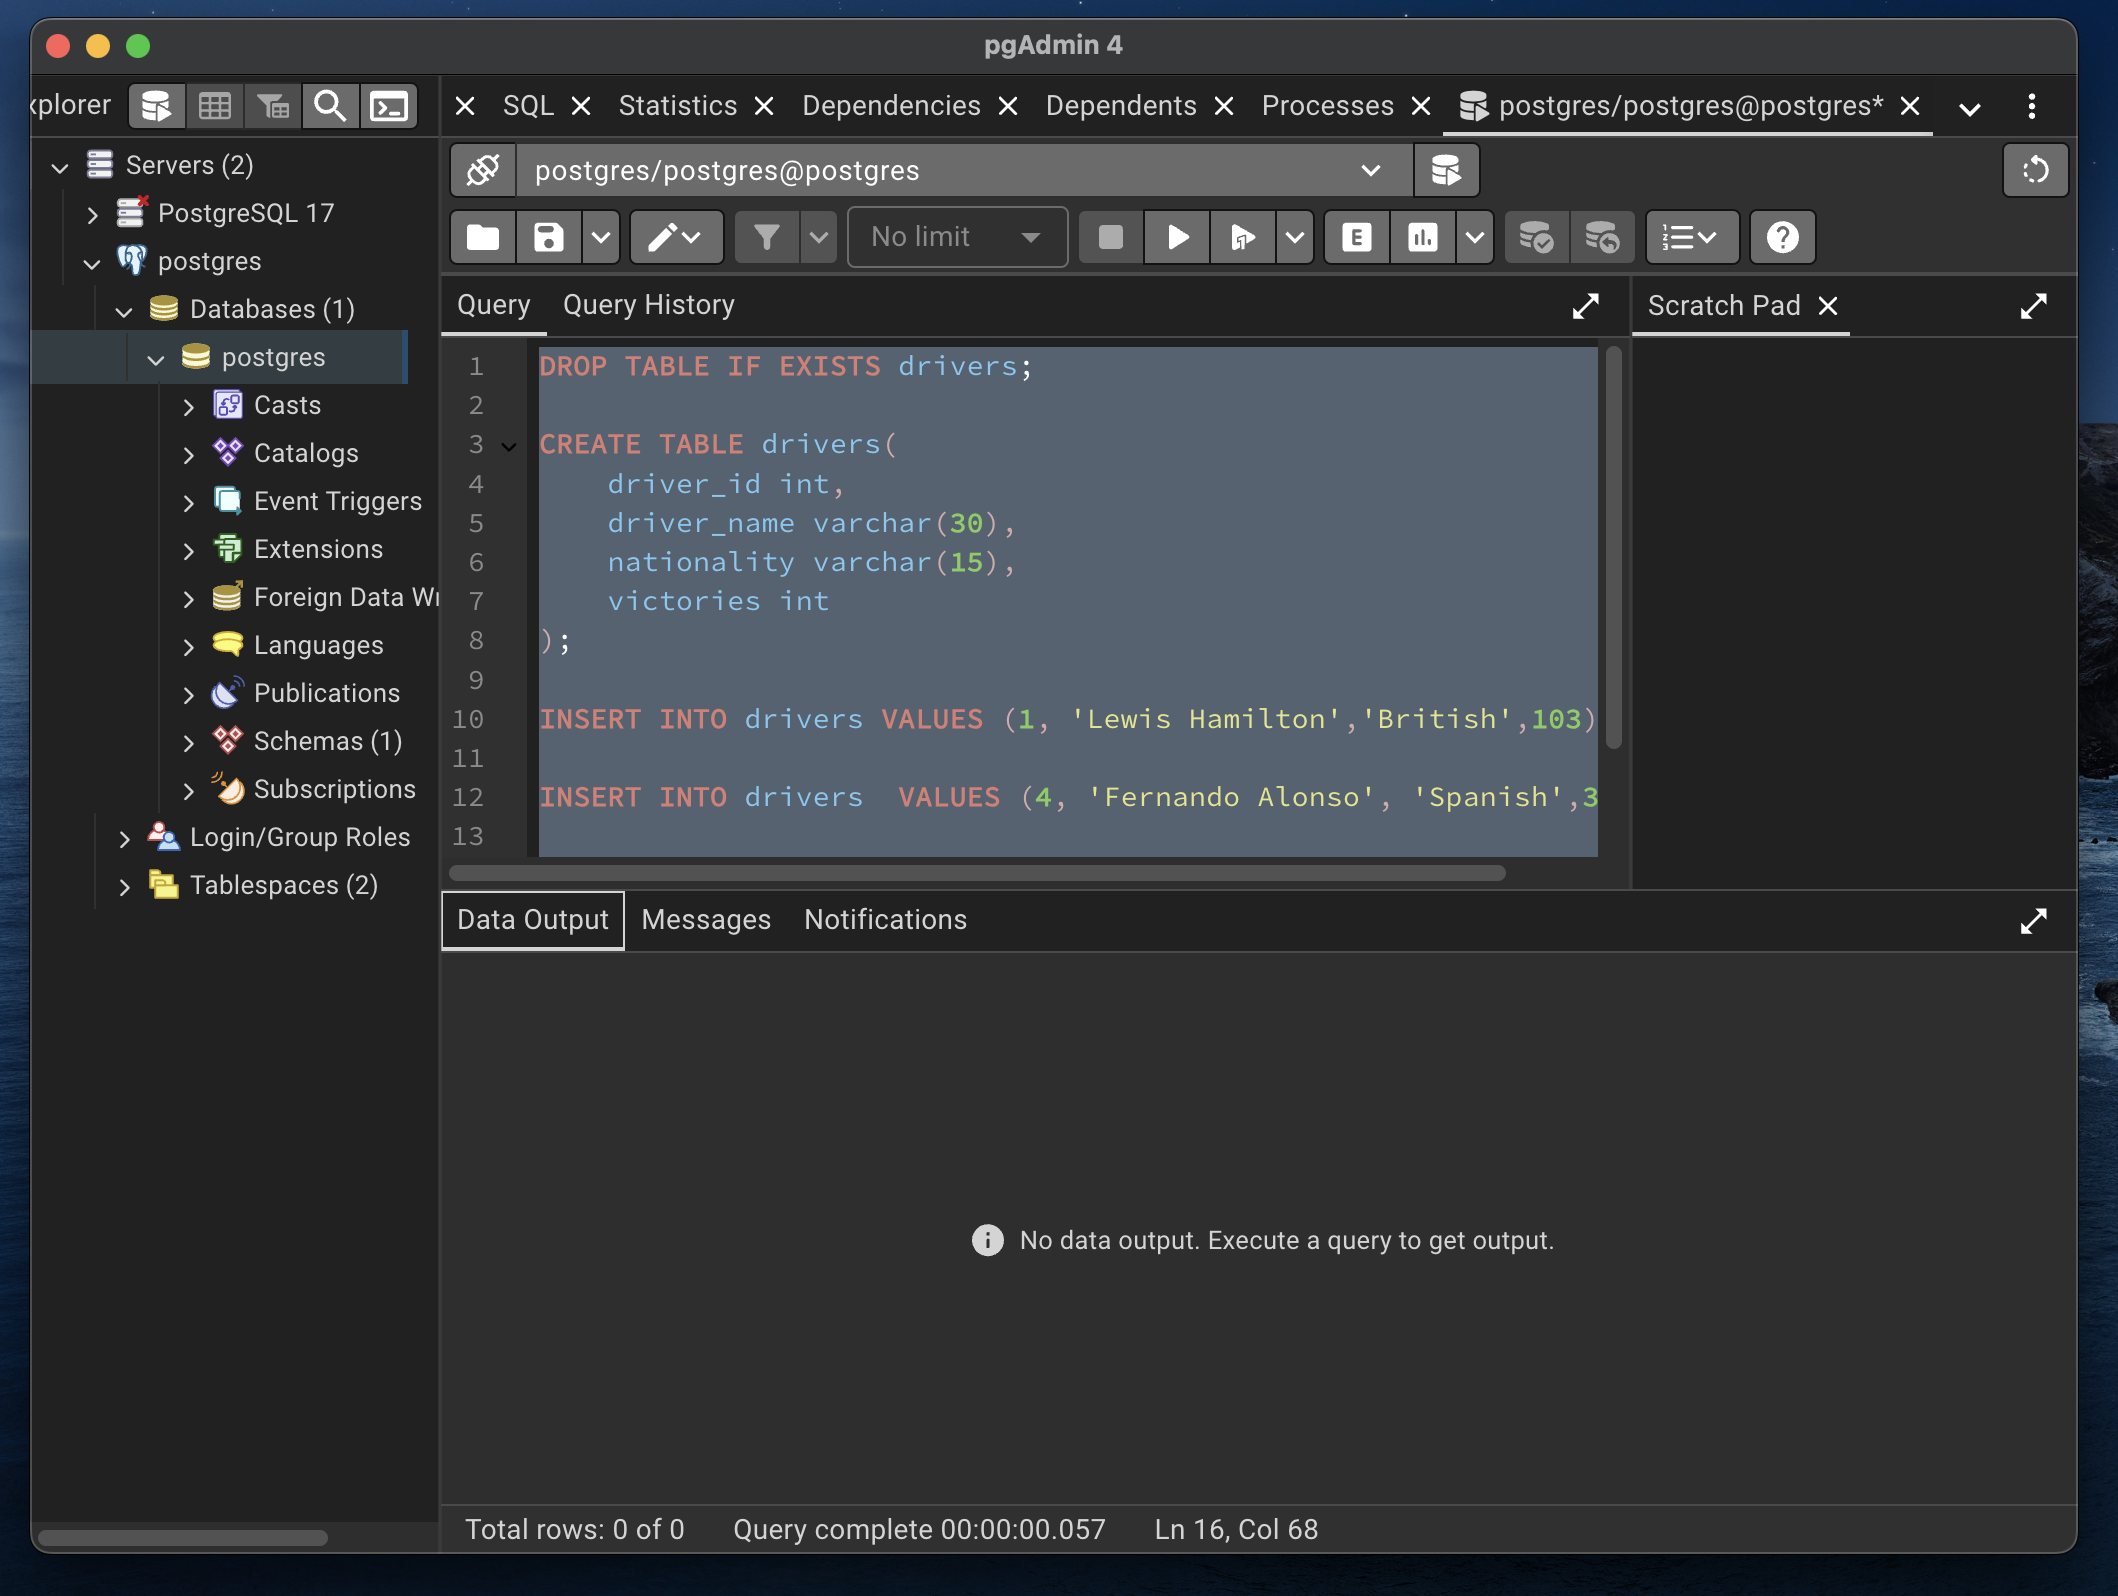 pgAdmin 4
xplorer
SQL
Statistics
Dependencies
Dependents
Processes
postgres/postgres@postgres*
Servers (2)
PostgreSQL 17
postgres
Databases (1)
postgres
Casts
Catalogs
Event Triggers
Extensions
Foreign Data Wr
Languages
Publications
Schemas (1)
Subscriptions
Login/Group Roles
Tablespaces (2)
postgres/postgres@postgres
No limit
E
Query
Query History
Scratch Pad
1 DROP TABLE IF EXISTS drivers;
2
3 CREATE TABLE drivers(
4 driver_id int,
5 driver_name varchar(30),
6 nationality varchar(15),
7 victories int
8 );
9
10 INSERT INTO drivers VALUES (1, 'Lewis Hamilton','British',103)
11
12 INSERT INTO drivers  VALUES (4, 'Fernando Alonso', 'Spanish',3
13
Data Output
Messages
Notifications
No data output. Execute a query to get output.
Total rows: 0 of 0
Query complete 00:00:00.057
Ln 16, Col 68